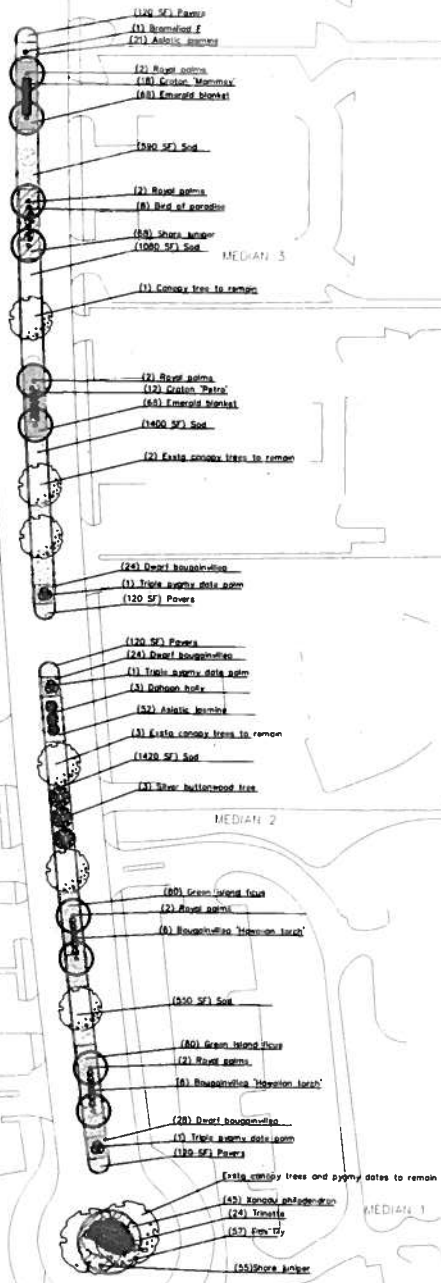 (120 SF) Pavers
(1) Bromeliad F
(21) Asiatic jasmine
(2) Royal palms
(18) Croton 'Mammey'
(68) Emerald blanket
(590 SF) Sod
(2) Royal palms
(8) Bird of paradise
(68) Shore juniper
(1080 SF) Sod
MEDIAN 3
(1) Canopy tree to remain
(2) Royal palms
(12) Croton 'Petra'
(68) Emerald blanket
(1400 SF) Sod
(2) Exstg canopy trees to remain
(24) Dwarf bougainvillea
(1) Triple pygmy date palm
(120 SF) Pavers
(120 SF) Pavers
(24) Dwarf bougainvillea
(1) Triple pygmy date palm
(3) Dahoon holly
(52) Asiatic jasmine
(3) Exstg canopy trees to remain
(1420 SF) Sod
(3) Silver buttonwood tree
MEDIAN 2
(80) Green island ficus
(2) Royal palms
(6) Bougainvillea 'Hawaiian torch'
(550 SF) Sod
(80) Green island ficus
(2) Royal palms
(6) Bougainvillea 'Hawaiian torch'
(28) Dwarf bougainvillea
(1) Triple pygmy date palm
(120 SF) Pavers
Exstg canopy trees and pygmy dates to remain
(45) Xanadu philodendron
MEDIAN 1
(24) Trinette
(57)
(55)Shore juniper